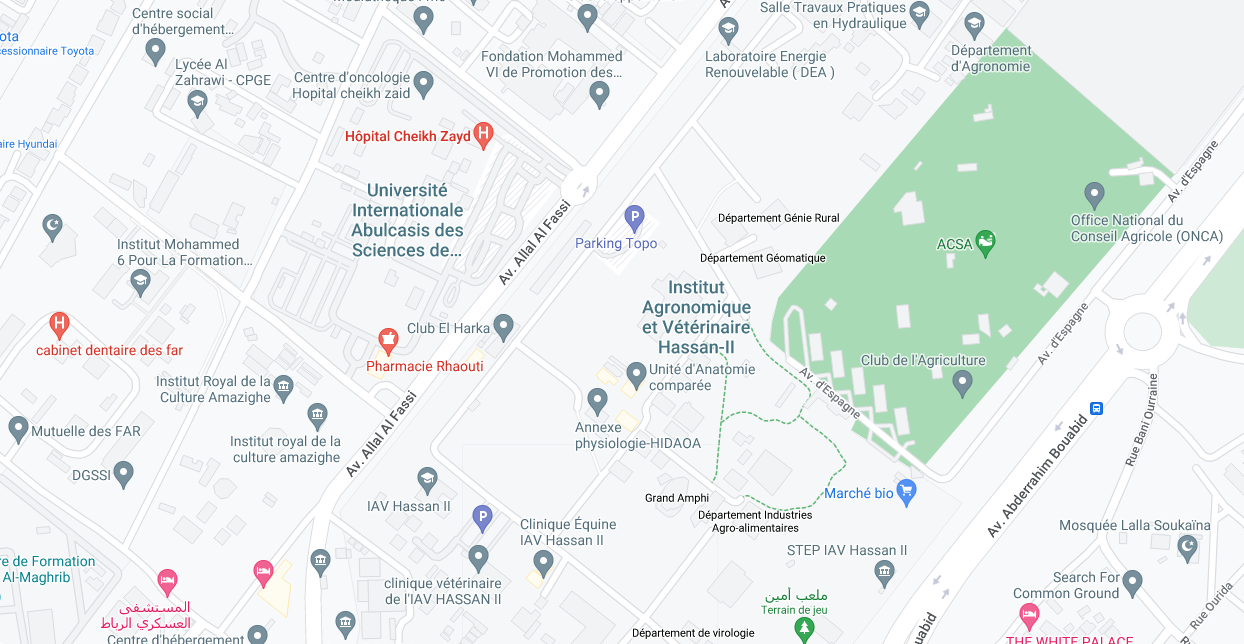 Centre social
d'hébergement…
Salle Travaux Pratiques
en Hydraulique
ota
cessionnaire Toyota
Fondation Mohammed
VI de Promotion des…
Laboratoire Energie
Renouvelable ( DEA )
Département
d'Agronomie
Lycée Al
Zahrawi - CPGE
Centre d'oncologie
Hopital cheikh zaid
Hôpital Cheikh Zayd
H
aire Hyundai
Av. d'Espagne
Université
Internationale
Abulcasis des
Sciences de…
Av. Allal Al Fassi
P
Parking Topo
Département Génie Rural
Office National du
Conseil Agricole (ONCA)
ACSA
Institut Mohammed
6 Pour La Formation…
Département Géomatique
Institut
Agronomique
et Vétérinaire
Hassan-II
H
cabinet dentaire des far
Club El Harka
Pharmacie Rhaouti
Av. d'Espagne
Club de l'Agriculture
Unité d'Anatomie
comparée
Institut Royal de la
Culture Amazighe
Av. d'Espagne
Av. Allal Al Fassi
Mutuelle des FAR
Institut royal de la
culture amazighe
Annexe
physiologie-HIDAOA
Rue Bani Ourraine
Av. Abderrahim Bouabid
DGSSI
IAV Hassan II
Grand Amphi
Marché bio
P
Département Industries
Agro-alimentaires
Clinique Équine
IAV Hassan II
Mosquée Lalla Soukaïna
STEP IAV Hassan II
re de Formation
Al-Maghrib
clinique vétérinaire
de l'IAV HASSAN II
Search For
Common Ground
المستشفى
العسكري الرباط
ملعب أمين
Terrain de jeu
Rue Ourida
Centre d'hébergement
Département de virologie
ouabid
THE WHITE PALACE